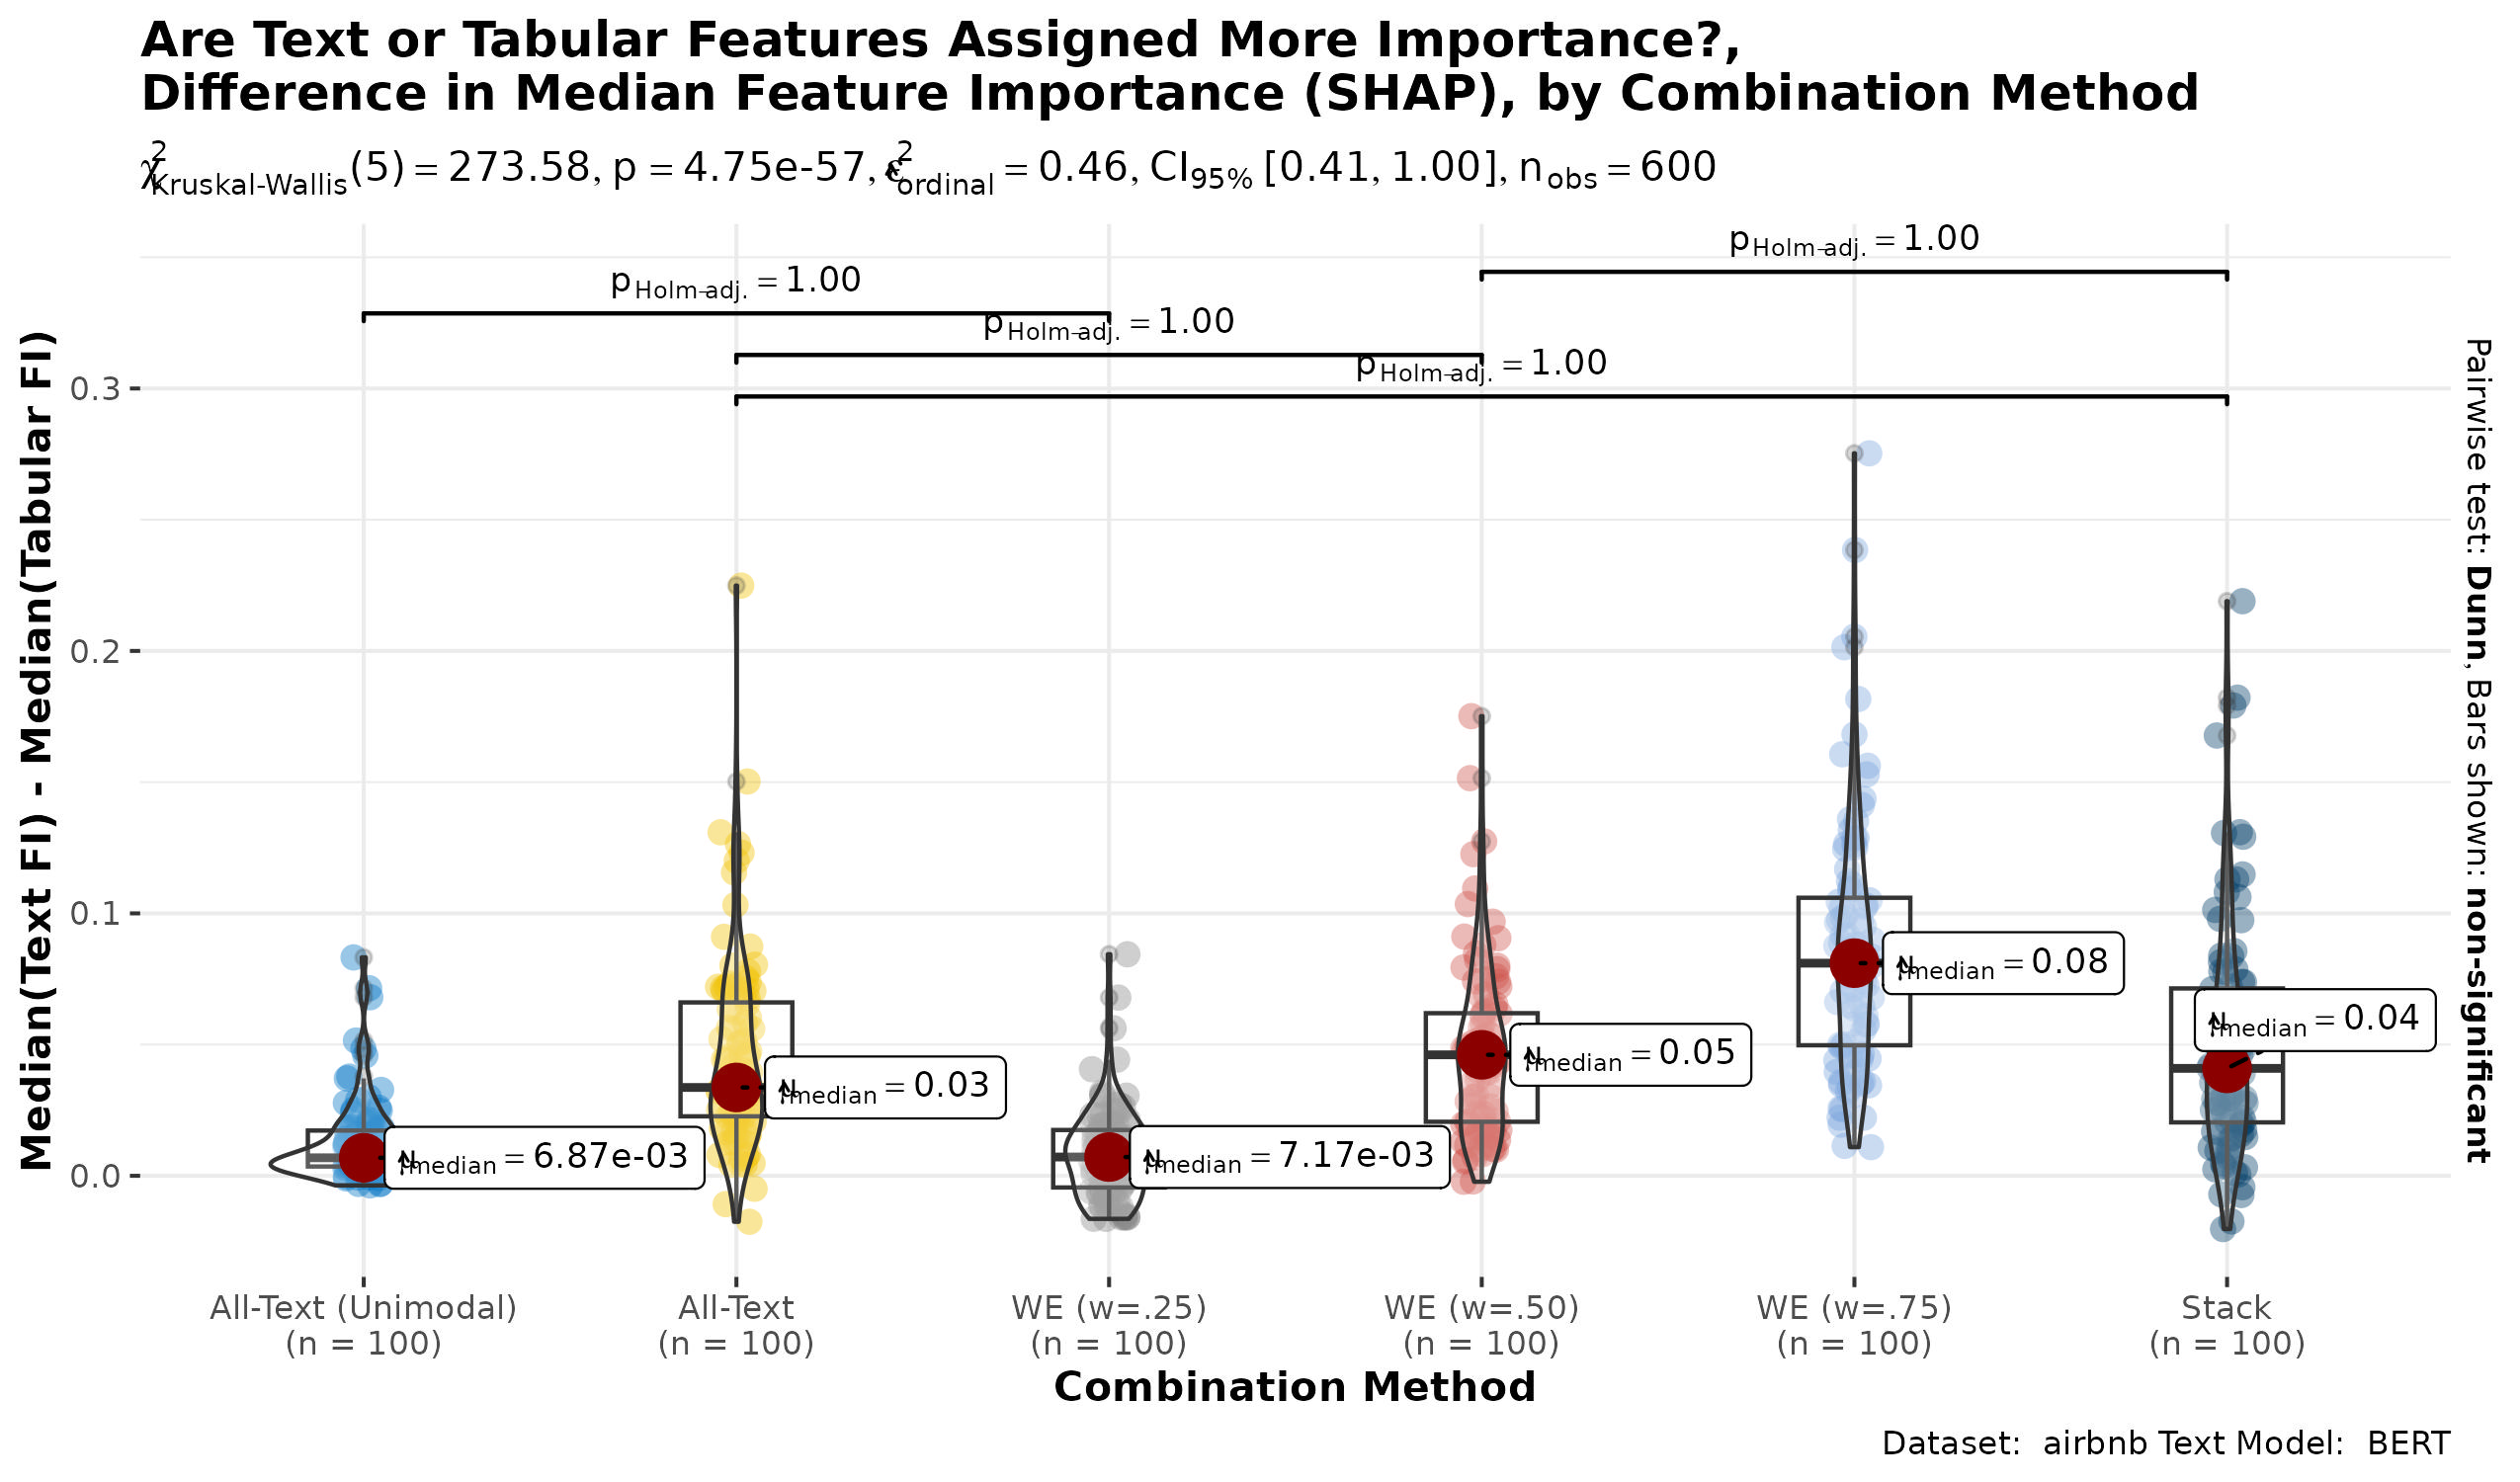 Are Text or Tabular Features Assigned More Importance?,
Difference in Median Feature Importance (SHAP), by Combination Method
χ²Kruskal-Wallis(5) = 273.58, p = 4.75e-57, ε̂²ordinal = 0.46, CI95% [0.41, 1.00], nobs = 600
pHolm-adj. = 1.00
pHolm-adj. = 1.00
pHolm-adj. = 1.00
pHolm-adj. = 1.00
Median(Text FI) - Median(Tabular FI)
0.3
0.2
0.1
0.0
μ̂median = 6.87e-03
μ̂median = 0.03
μ̂median = 7.17e-03
μ̂median = 0.05
μ̂median = 0.08
μ̂median = 0.04
Pairwise test: Dunn, Bars shown: non-significant
All-Text (Unimodal)
(n = 100)
All-Text
(n = 100)
WE (w=.25)
(n = 100)
WE (w=.50)
(n = 100)
WE (w=.75)
(n = 100)
Stack
(n = 100)
Combination Method
Dataset:  airbnb Text Model:  BERT